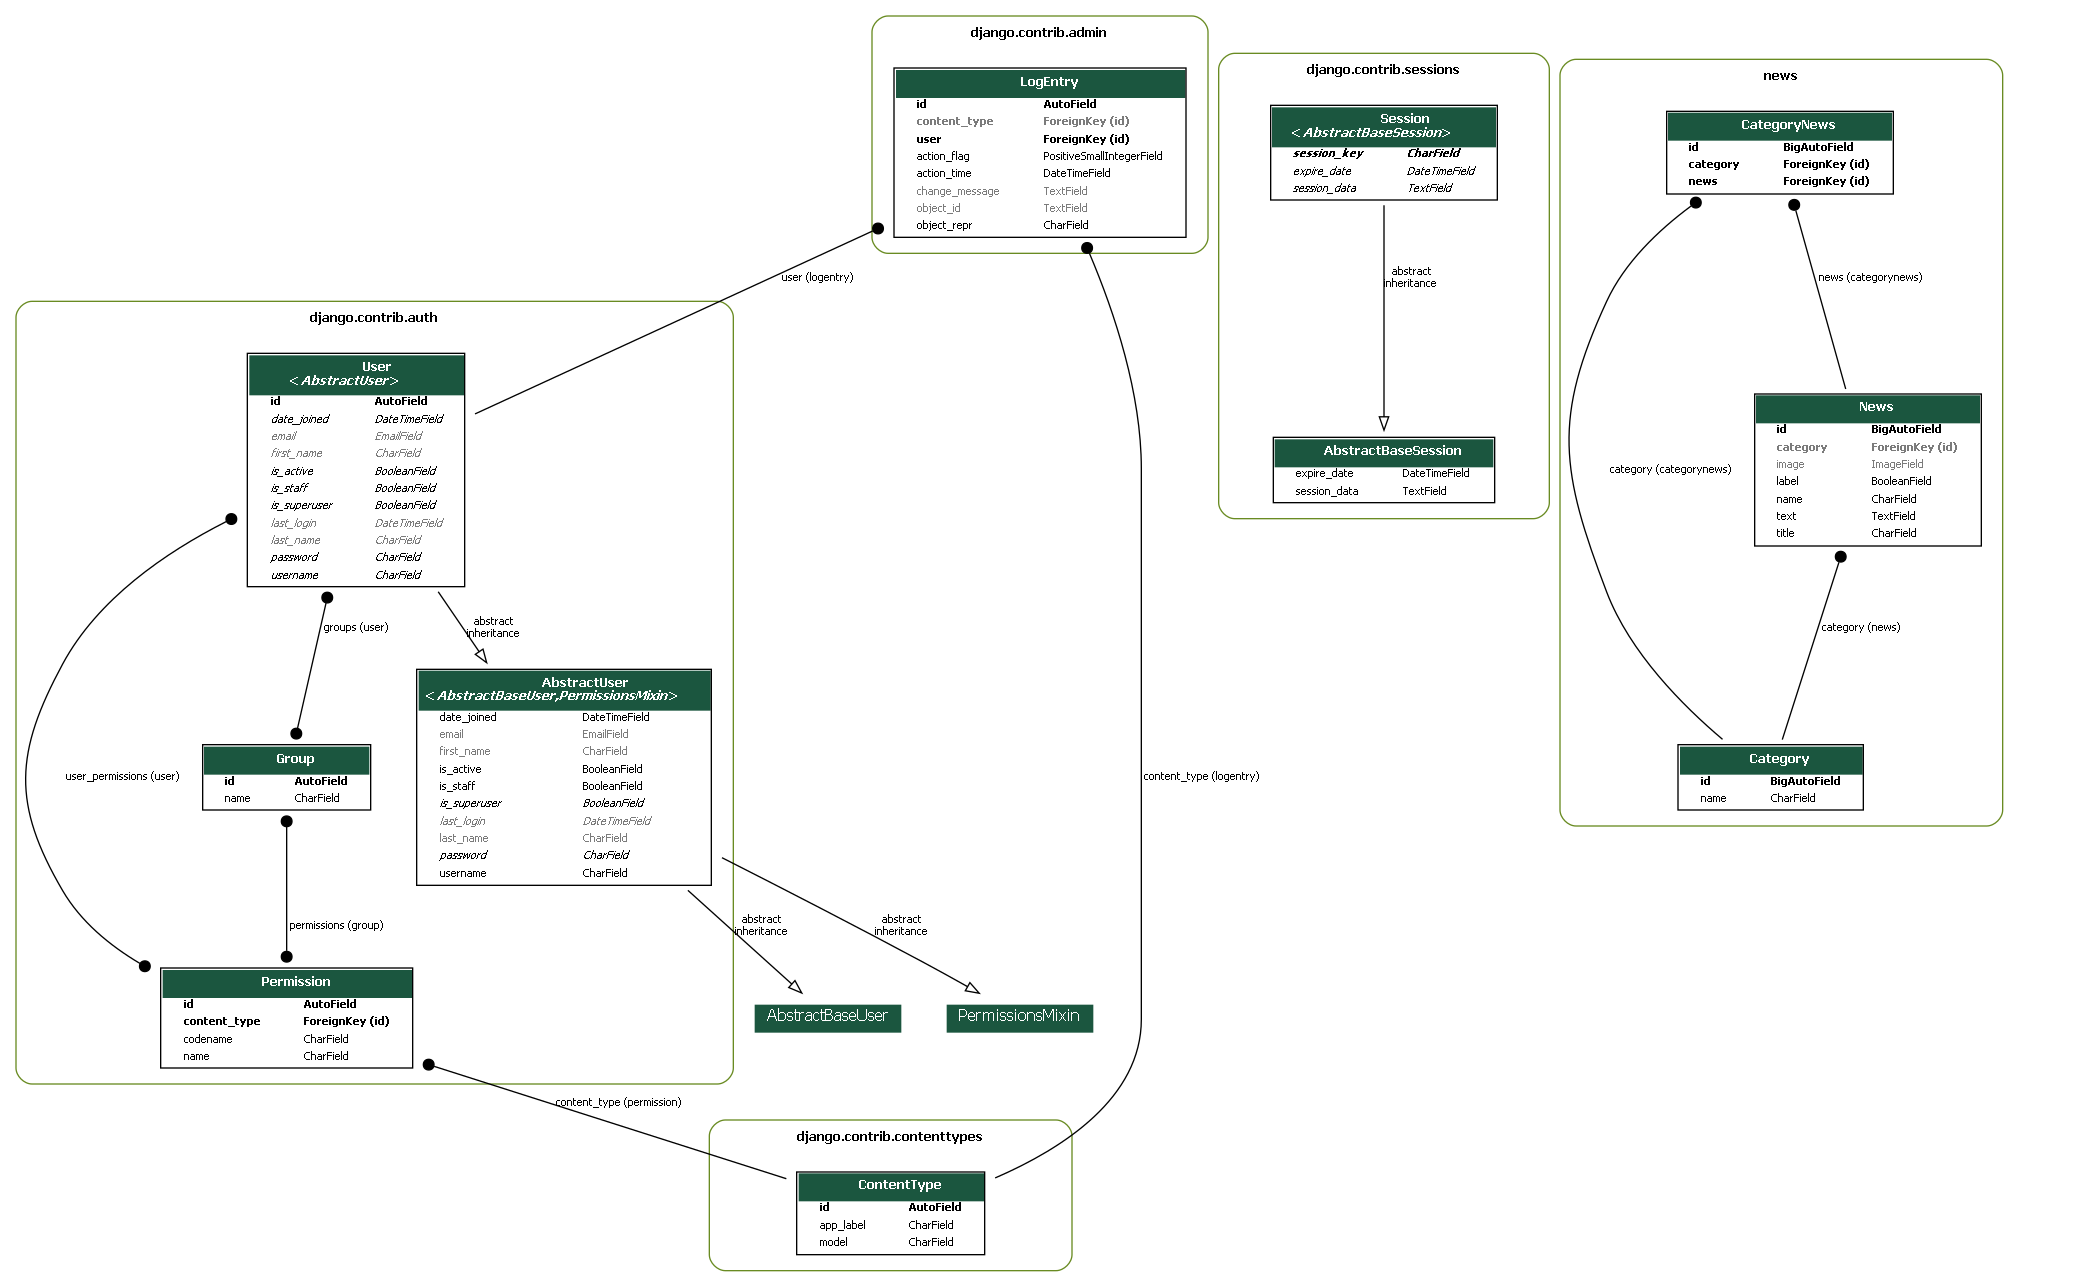 django.contrib.admin
LogEntry
id AutoField
content_type ForeignKey (id)
user ForeignKey (id)
action_flag PositiveSmallIntegerField
action_time DateTimeField
change_message TextField
object_id TextField
object_repr CharField
django.contrib.sessions
Session
<AbstractBaseSession>
session_key CharField
expire_date DateTimeField
session_data TextField
abstract
inheritance
AbstractBaseSession
expire_date DateTimeField
session_data TextField
news
CategoryNews
id BigAutoField
category ForeignKey (id)
news ForeignKey (id)
news (categorynews)
category (categorynews)
News
id BigAutoField
category ForeignKey (id)
image ImageField
label BooleanField
name CharField
text TextField
title CharField
category (news)
Category
id BigAutoField
name CharField
user (logentry)
django.contrib.auth
User
<AbstractUser>
id AutoField
date_joined DateTimeField
email EmailField
first_name CharField
is_active BooleanField
is_staff BooleanField
is_superuser BooleanField
last_login DateTimeField
last_name CharField
password CharField
username CharField
groups (user)
abstract
inheritance
AbstractUser
<AbstractBaseUser,PermissionsMixin>
date_joined DateTimeField
email EmailField
first_name CharField
is_active BooleanField
is_staff BooleanField
is_superuser BooleanField
last_login DateTimeField
last_name CharField
password CharField
username CharField
Group
id AutoField
name CharField
user_permissions (user)
permissions (group)
Permission
id AutoField
content_type ForeignKey (id)
codename CharField
name CharField
abstract
inheritance
abstract
inheritance
AbstractBaseUser
PermissionsMixin
content_type (logentry)
content_type (permission)
django.contrib.contenttypes
ContentType
id AutoField
app_label CharField
model CharField